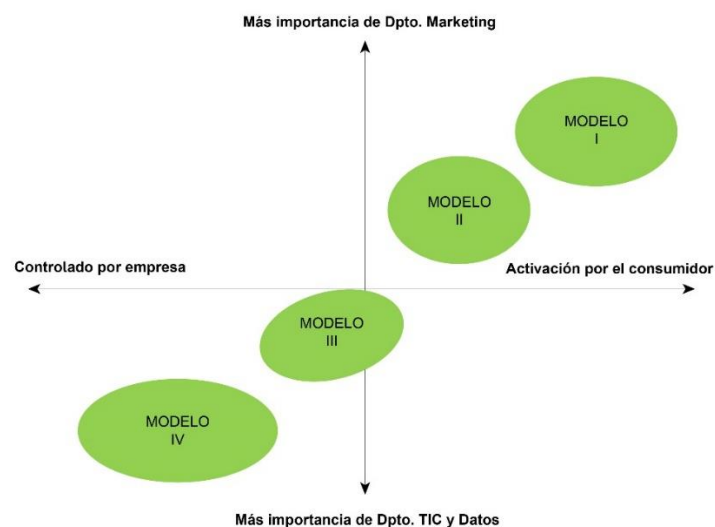 Más importancia de Dpto. Marketing
MODELO
I
MODELO
II
Controlado por empresa
Activación por el consumidor
MODELO
III
MODELO
IV
Más importancia de Dpto. TIC y Datos